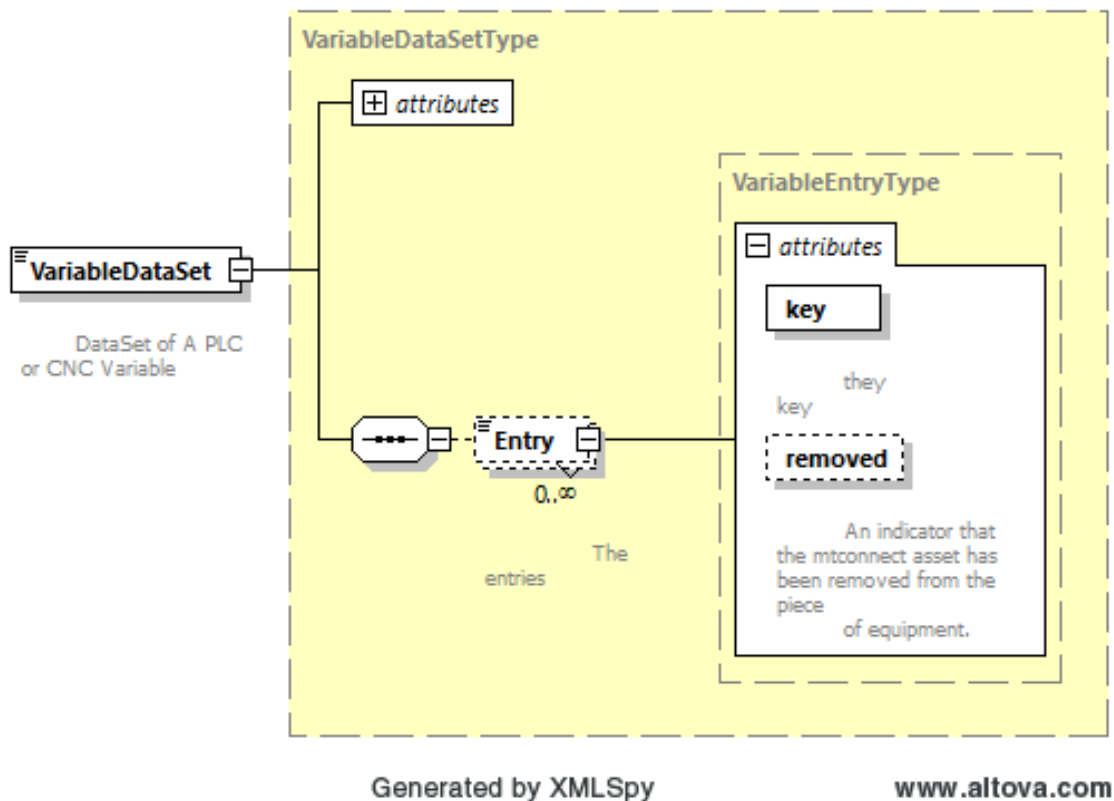 VariableDataSetType
attributes
VariableEntryType
attributes
VariableDataSet
key
DataSet of A PLC
or CNC Variable
they
key
Entry
removed
0..∞
An indicator that
the mtconnect asset has
been removed from the
piece
of equipment.
The
entries
Generated by XMLSpy
www.altova.com